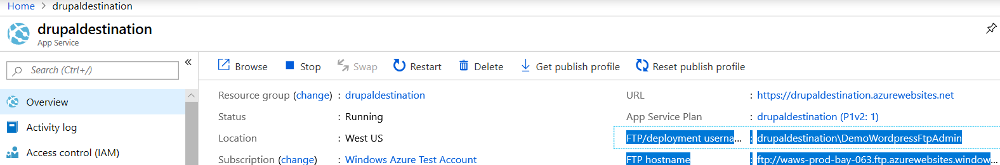 Home > drupaldestination
drupaldestination
App Service
Search (Ctrl+/)
«
Browse Stop Swap Restart Delete Get publish profile Reset publish profile
Overview
Activity log
Access control (IAM)
Resource group (change) : drupaldestination
Status : Running
Location : West US
Subscription (change) : Windows Azure Test Account
URL : https://drupaldestination.azurewebsites.net
App Service Plan : drupaldestination (P1v2: 1)
FTP/deployment userna... : drupaldestination\DemoWordpressFtpAdmin
FTP hostname : ftp://waws-prod-bay-063.ftp.azurewebsites.window...